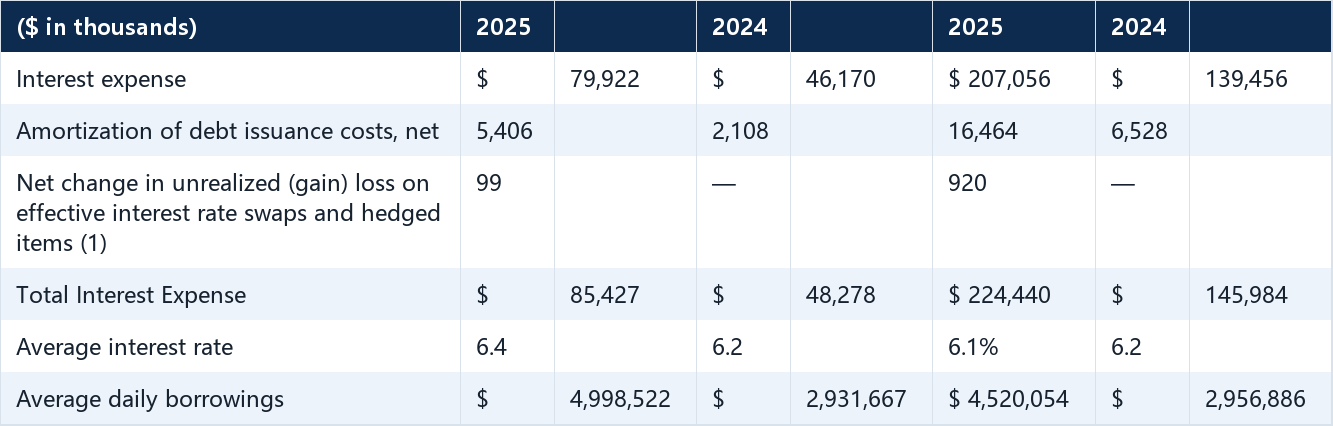 ($ in thousands) 2025 2024 2025 2024
Interest expense $ 79,922 $ 46,170 $ 207,056 $ 139,456
Amortization of debt issuance costs, net 5,406 2,108 16,464 6,528
Net change in unrealized (gain) loss on 99 — 920 —
effective interest rate swaps and hedged
items (1)
Total Interest Expense $ 85,427 $ 48,278 $ 224,440 $ 145,984
Average interest rate 6.4 6.2 6.1% 6.2
Average daily borrowings $ 4,998,522 $ 2,931,667 $ 4,520,054 $ 2,956,886